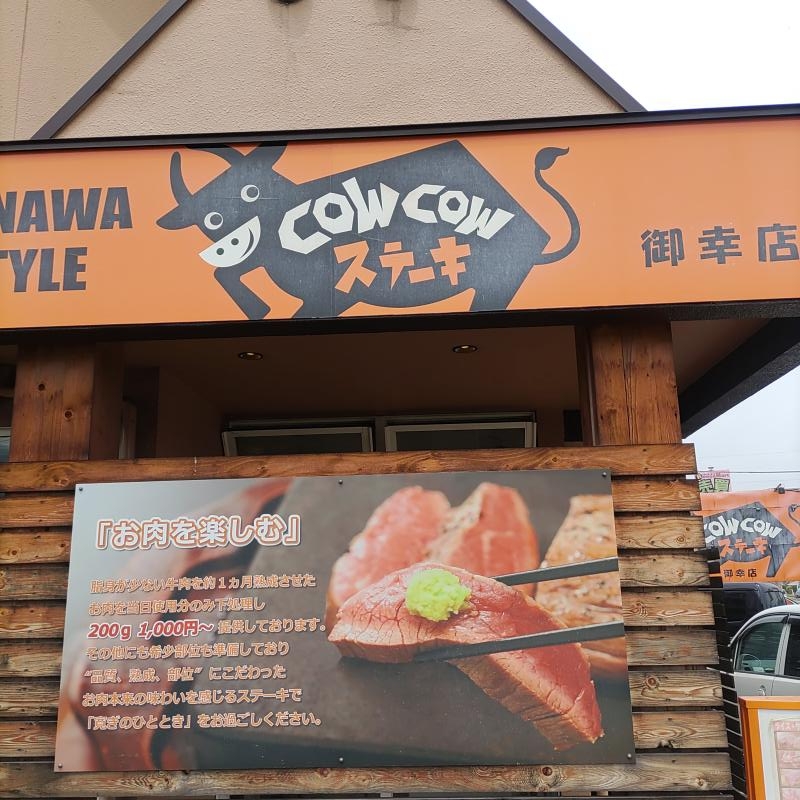 NAWA
TYLE
COWCOW
ステーキ
御幸店
「お肉を楽しむ」
脂身が少ない牛肉を約1ヵ月熟成させた
お肉を当日使用分のみ下処理し
200g 1,000円〜 提供しております。
その他にも希少部位も準備しており
“品質、熟成、部位”にこだわった
お肉本来の味わいを感じるステーキで
「寛ぎのひととき」をお過ごしください。
COWCOW
ステーキ
御幸店